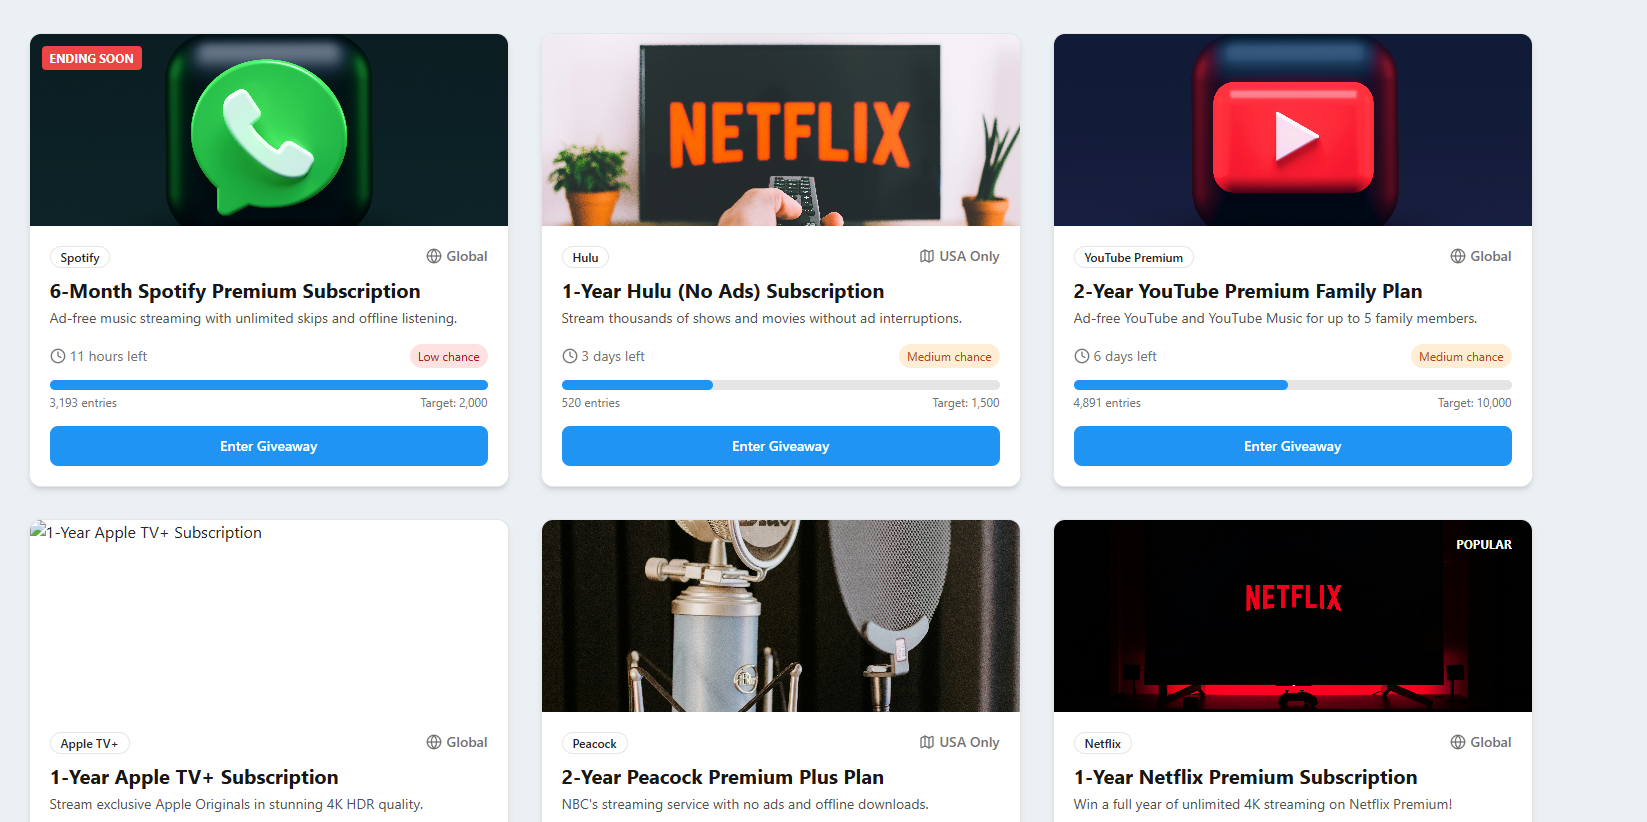 ENDING SOON
NETFLIX
Spotify
Global
6-Month Spotify Premium Subscription
Ad-free music streaming with unlimited skips and offline listening.
11 hours left
Low chance
3,193 entries
Target: 2,000
Enter Giveaway
Hulu
USA Only
1-Year Hulu (No Ads) Subscription
Stream thousands of shows and movies without ad interruptions.
3 days left
Medium chance
520 entries
Target: 1,500
Enter Giveaway
YouTube Premium
Global
2-Year YouTube Premium Family Plan
Ad-free YouTube and YouTube Music for up to 5 family members.
6 days left
Medium chance
4,891 entries
Target: 10,000
Enter Giveaway
1-Year Apple TV+ Subscription
Apple TV+
Global
1-Year Apple TV+ Subscription
Stream exclusive Apple Originals in stunning 4K HDR quality.
Peacock
USA Only
2-Year Peacock Premium Plus Plan
NBC's streaming service with no ads and offline downloads.
POPULAR
NETFLIX
Netflix
Global
1-Year Netflix Premium Subscription
Win a full year of unlimited 4K streaming on Netflix Premium!